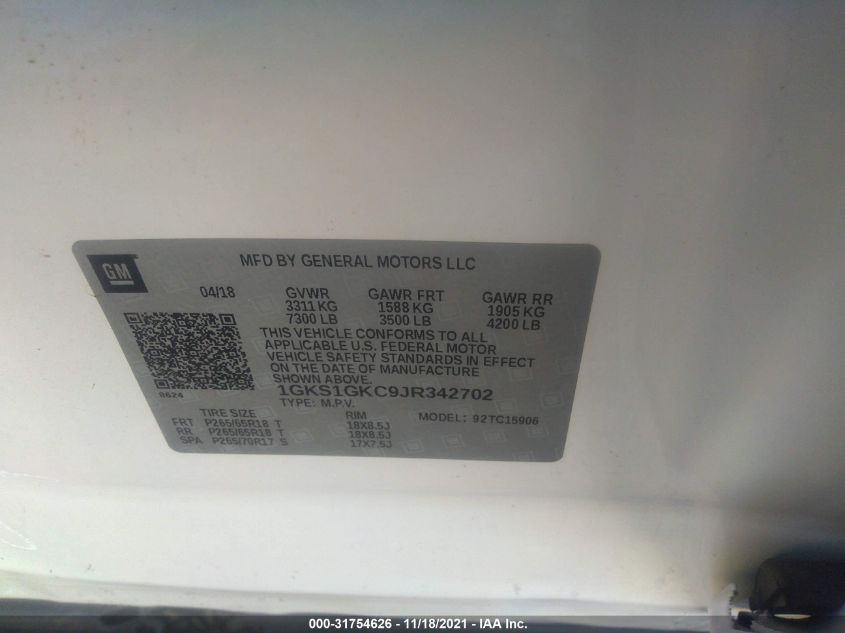 GM
MFD BY GENERAL MOTORS LLC
04/18 GVWR GAWR FRT GAWR RR
3311 KG 1588 KG 1905 KG
7300 LB 3500 LB 4200 LB
THIS VEHICLE CONFORMS TO ALL
APPLICABLE U.S. FEDERAL MOTOR
VEHICLE SAFETY STANDARDS IN EFFECT
ON THE DATE OF MANUFACTURE
SHOWN ABOVE.
8624 1GKS1GKC9JR342702
TYPE: M.P.V. MODEL: 92TC15906
TIRE SIZE RIM
FRT P265/65R18 T 18X8.5J
RR P265/65R18 T 18X8.5J
SPA P265/70R17 S 17X7.5J
000-31754626 - 11/18/2021 - IAA Inc.